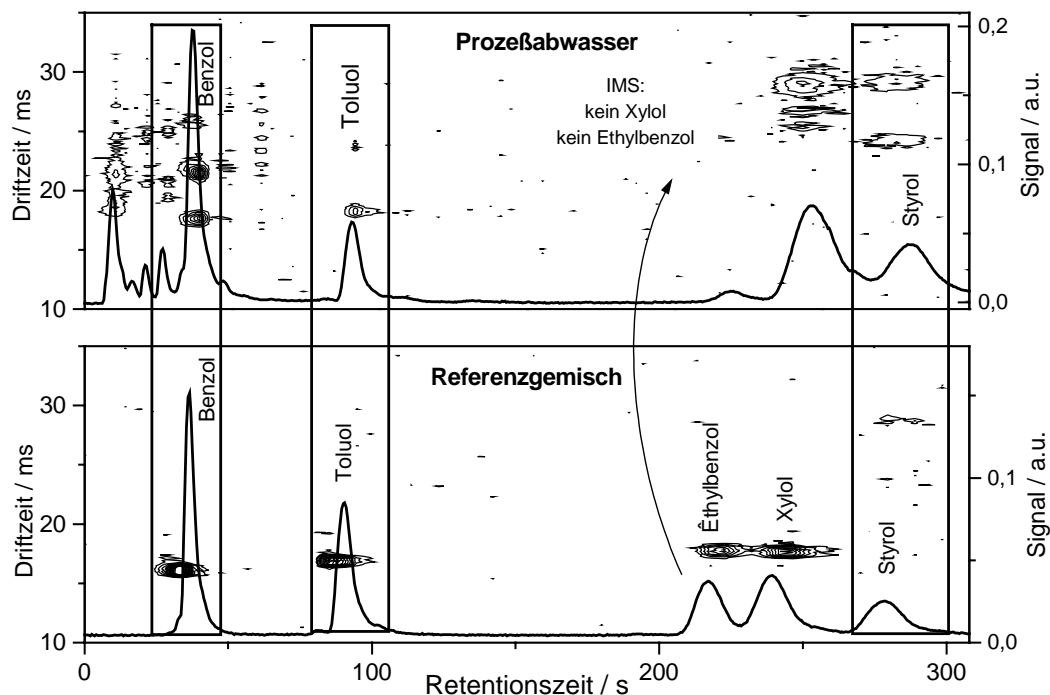 Prozeßabwasser
Benzol
Toluol
IMS:
kein Xylol
kein Ethylbenzol
Styrol
30
20
10
Driftzeit / ms
0,2
0,1
0,0
Signal / a.u.
Referenzgemisch
Benzol
Toluol
Ethylbenzol
Xylol
Styrol
30
20
10
Driftzeit / ms
0,1
0,0
Signal / a.u.
0
100
200
300
Retentionszeit / s